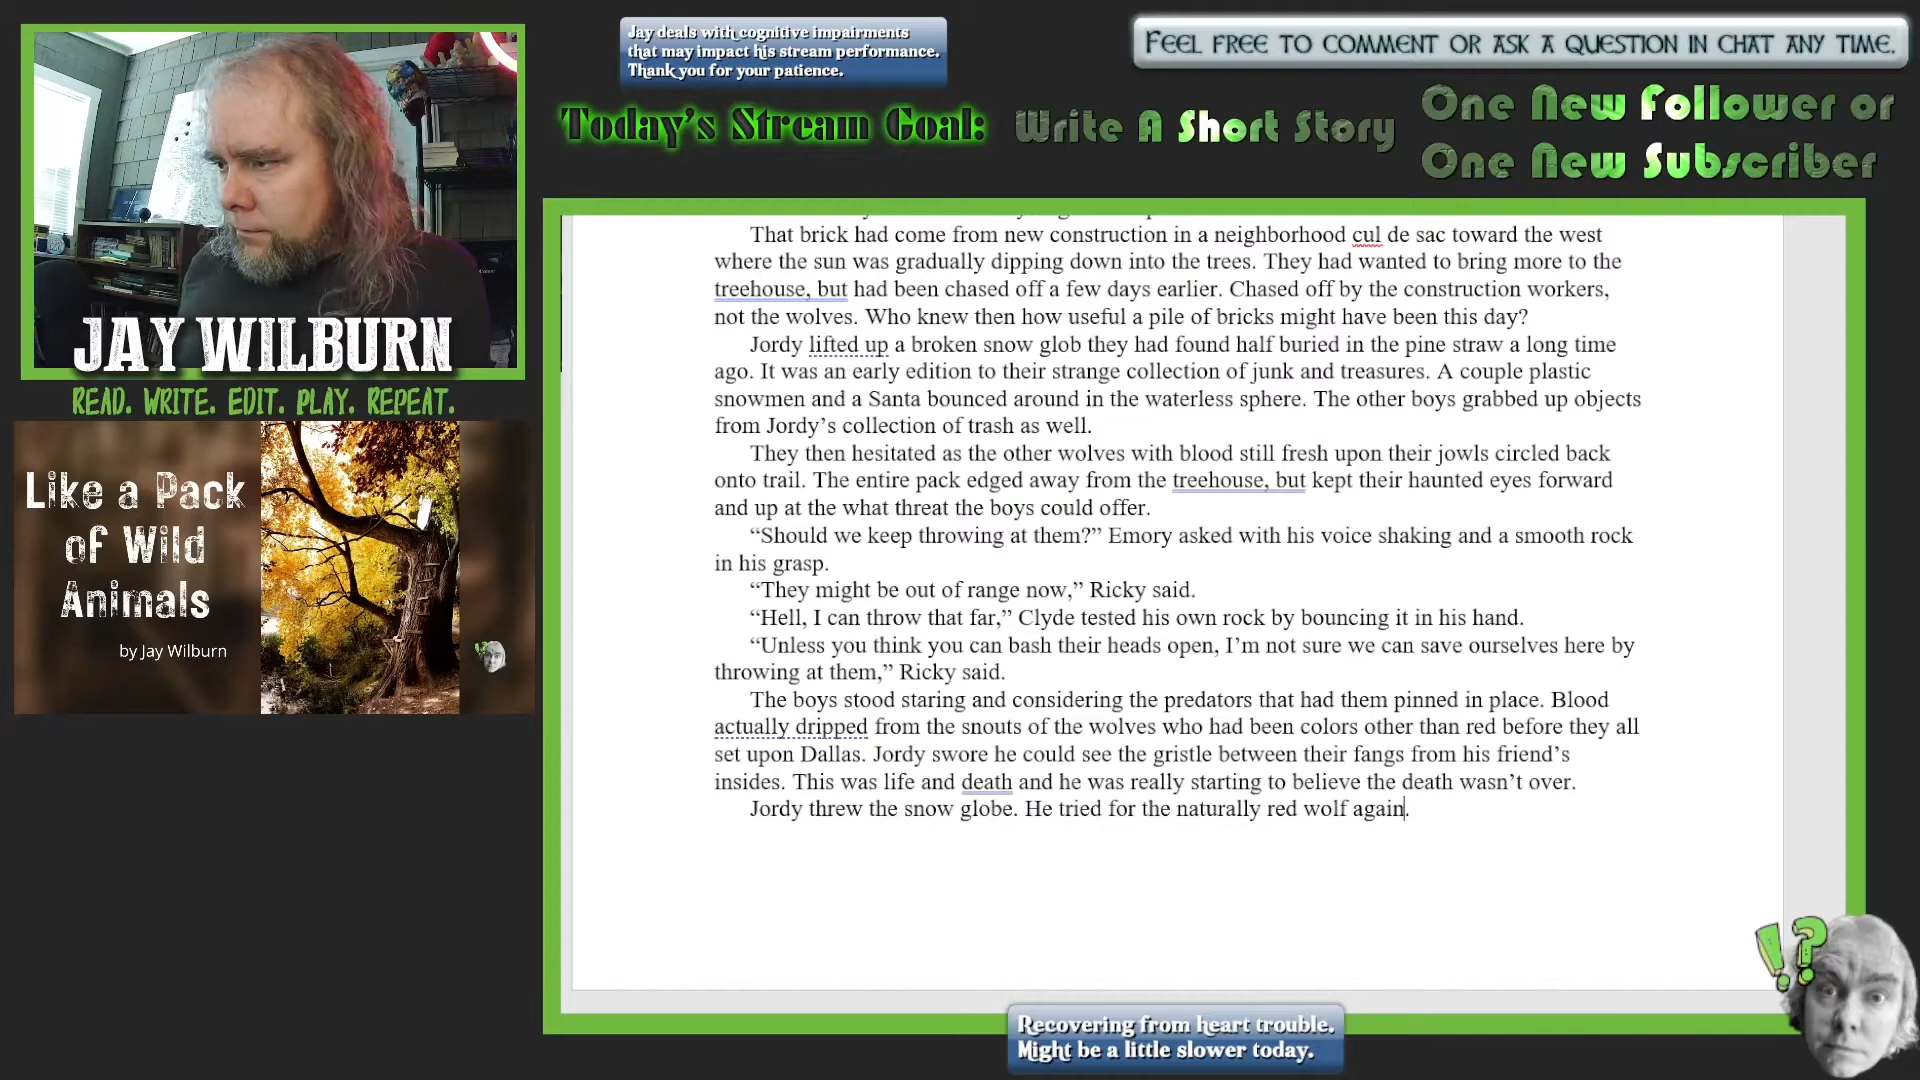 Jay deals with cognitive impairments
that may impact his stream performance.
Thank you for your patience.
FEEL FREE TO COMMENT OR ASK A QUESTION IN CHAT ANY TIME.
Today's Stream Goal:
Write A Short Story
One New Follower or
One New Subscriber
JAY WILBURN
READ. WRITE. EDIT. PLAY. REPEAT.
Like a Pack
of Wild
Animals
by Jay Wilburn
That brick had come from new construction in a neighborhood cul de sac toward the west
where the sun was gradually dipping down into the trees. They had wanted to bring more to the
treehouse, but had been chased off a few days earlier. Chased off by the construction workers,
not the wolves. Who knew then how useful a pile of bricks might have been this day?
Jordy lifted up a broken snow glob they had found half buried in the pine straw a long time
ago. It was an early edition to their strange collection of junk and treasures. A couple plastic
snowmen and a Santa bounced around in the waterless sphere. The other boys grabbed up objects
from Jordy’s collection of trash as well.
They then hesitated as the other wolves with blood still fresh upon their jowls circled back
onto trail. The entire pack edged away from the treehouse, but kept their haunted eyes forward
and up at the what threat the boys could offer.
“Should we keep throwing at them?” Emory asked with his voice shaking and a smooth rock
in his grasp.
“They might be out of range now,” Ricky said.
“Hell, I can throw that far,” Clyde tested his own rock by bouncing it in his hand.
“Unless you think you can bash their heads open, I’m not sure we can save ourselves here by
throwing at them,” Ricky said.
The boys stood staring and considering the predators that had them pinned in place. Blood
actually dripped from the snouts of the wolves who had been colors other than red before they all
set upon Dallas. Jordy swore he could see the gristle between their fangs from his friend’s
insides. This was life and death and he was really starting to believe the death wasn’t over.
Jordy threw the snow globe. He tried for the naturally red wolf again.
!?
Recovering from heart trouble.
Might be a little slower today.